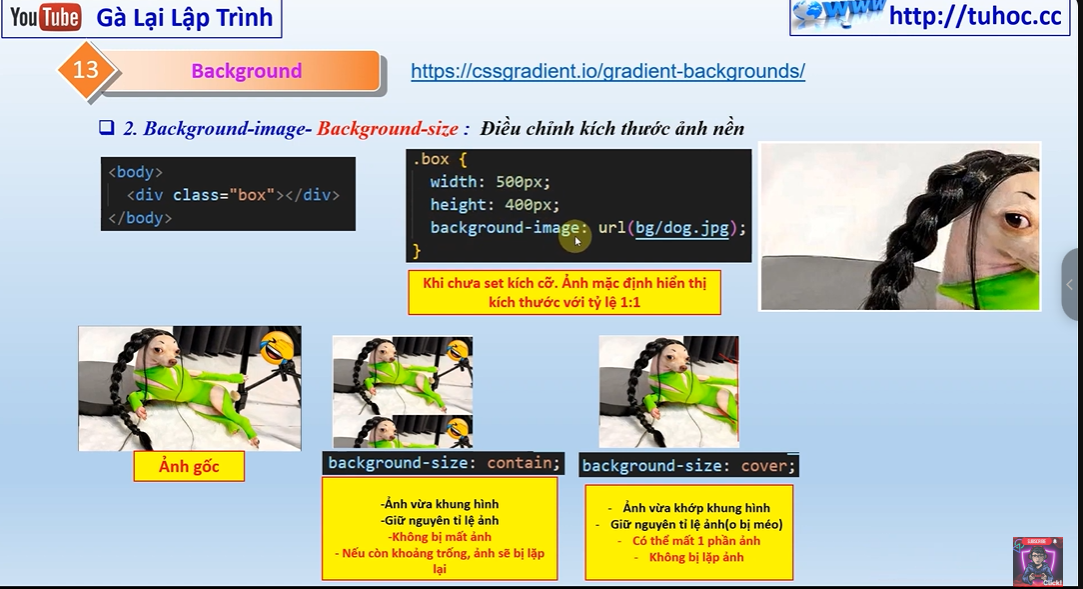 YouTube Gà Lại Lập Trình
WWW http://tuhoc.cc
13 Background https://cssgradient.io/gradient-backgrounds/
2. Background-image- Background-size : Điều chỉnh kích thước ảnh nền
<body>
<div class="box"></div>
</body>
.box {
width: 500px;
height: 400px;
background-image: url(bg/dog.jpg);
}
Khi chưa set kích cỡ. Ảnh mặc định hiển thị
kích thước với tỷ lệ 1:1
Ảnh gốc
background-size: contain;
-Ảnh vừa khung hình
-Giữ nguyên tỉ lệ ảnh
-Không bị mất ảnh
- Nếu còn khoảng trống, ảnh sẽ bị lặp
lại
background-size: cover;
- Ảnh vừa khớp khung hình
- Giữ nguyên tỉ lệ ảnh(o bị méo)
- Có thể mất 1 phần ảnh
- Không bị lặp ảnh
SUBSCRIBE